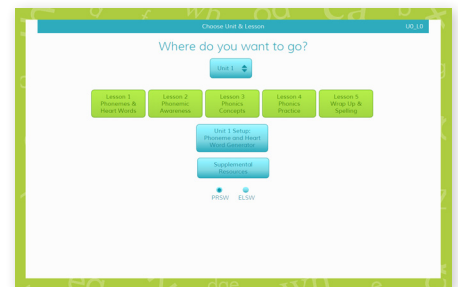 Choose Unit & Lesson
U0_L0
Where do you want to go?
Unit 1
Lesson 1
Phonemes &
Heart Words
Lesson 2
Phonemic
Awareness
Lesson 3
Phonics
Concepts
Lesson 4
Phonics
Practice
Lesson 5
Wrap Up &
Spelling
Unit 1 Setup:
Phoneme and Heart
Word Generator
Supplemental
Resources
PRSW
ELSW